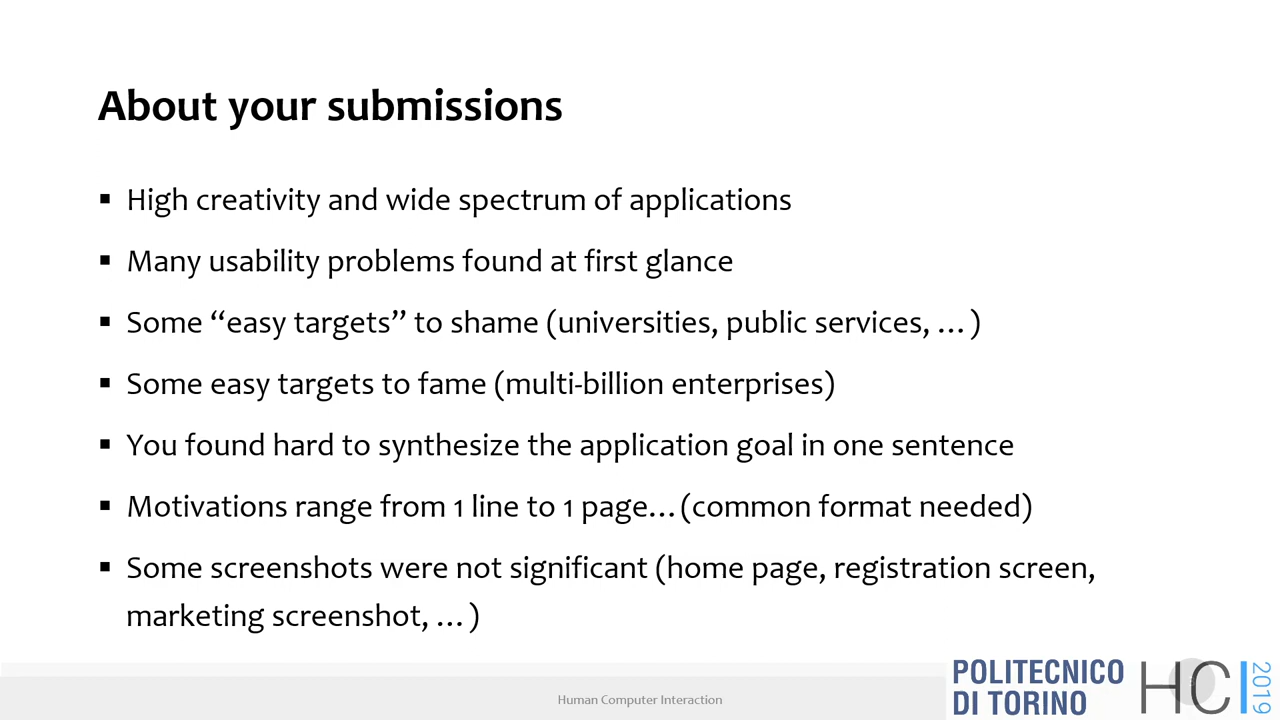 About your submissions
▪ High creativity and wide spectrum of applications
▪ Many usability problems found at first glance
▪ Some “easy targets” to shame (universities, public services, … )
▪ Some easy targets to fame (multi-billion enterprises)
▪ You found hard to synthesize the application goal in one sentence
▪ Motivations range from 1 line to 1 page… (common format needed)
▪ Some screenshots were not significant (home page, registration screen,
marketing screenshot, … )
Human Computer Interaction
POLITECNICO
DI TORINO
HCI
2019